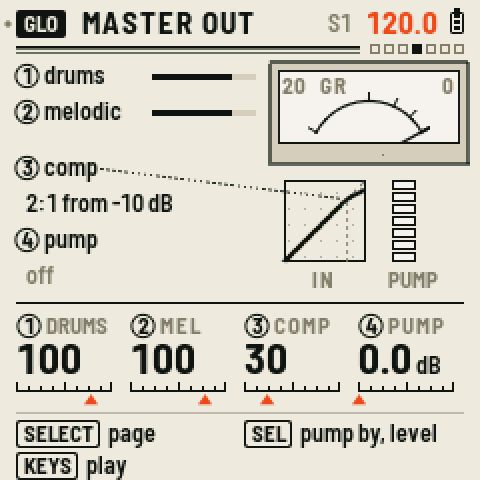 GLO MASTER OUT S1 120.0
① drums
② melodic
20 GR 0
③ comp
2:1 from -10 dB
④ pump
off
IN PUMP
① DRUMS ② MEL ③ COMP ④ PUMP
100 100 30 0.0 dB
SELECT page SEL pump by, level
KEYS play